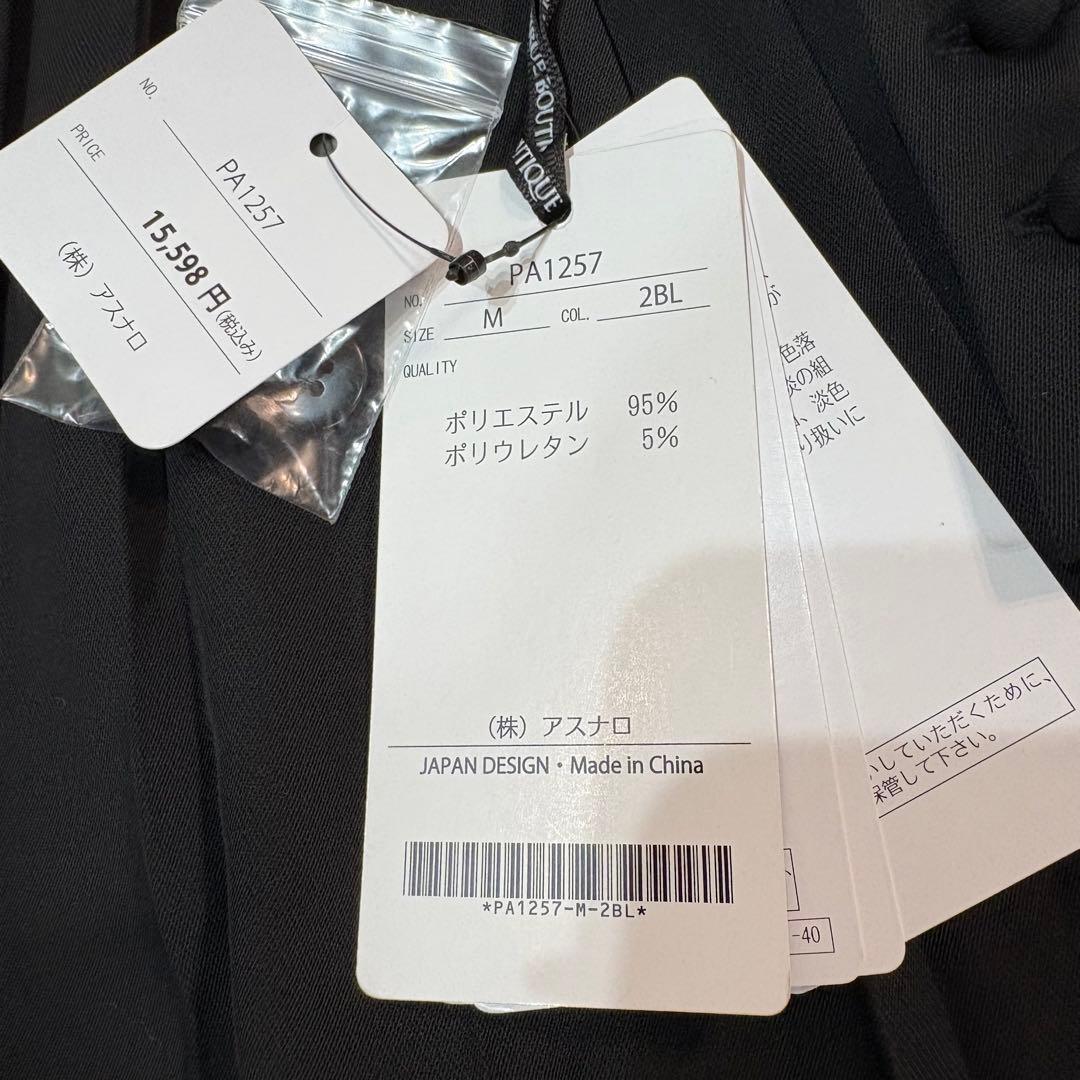 NO.
PA1257
PRICE
15,598 円(税込み)
(株) アスナロ
NTIQUE
NO. PA1257
SIZE M COL. 2BL
QUALITY
ポリエステル 95%
ポリウレタン 5%
(株) アスナロ
JAPAN DESIGN・Made in China
*PA1257-M-2BL*
が
色落
炎の組
、淡色
り扱いに
していただくために、
保管して下さい。
-40